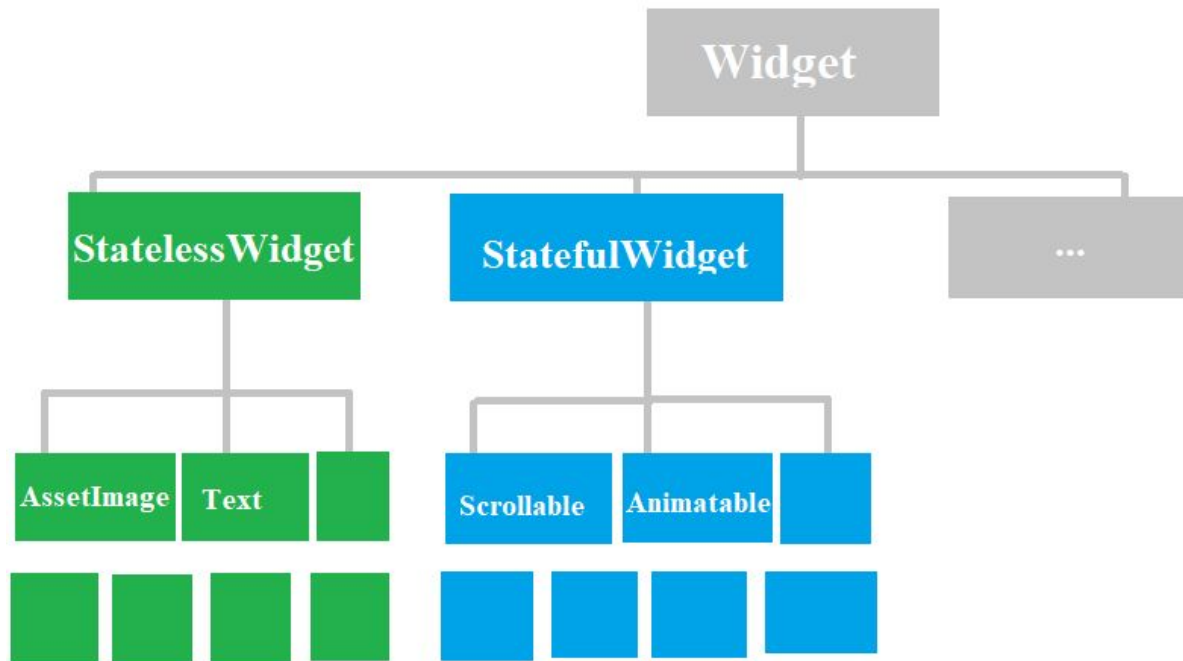 Widget
StatelessWidget
StatefulWidget
...
AssetImage
Text
Scrollable
Animatable